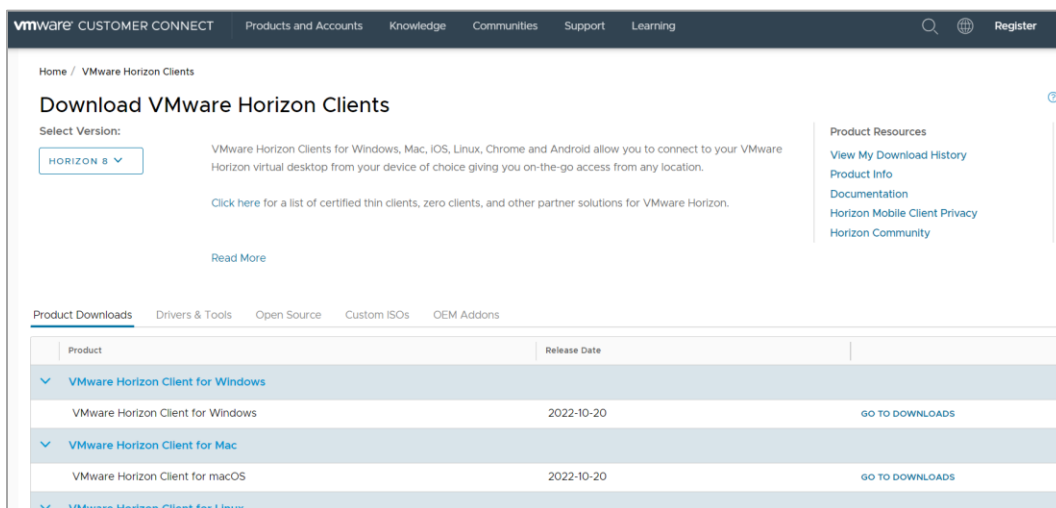 vmware® CUSTOMER CONNECT Products and Accounts Knowledge Communities Support Learning Register
Home / VMware Horizon Clients
Download VMware Horizon Clients
Select Version:
HORIZON 8
VMware Horizon Clients for Windows, Mac, iOS, Linux, Chrome and Android allow you to connect to your VMware
Horizon virtual desktop from your device of choice giving you on-the-go access from any location.
Click here for a list of certified thin clients, zero clients, and other partner solutions for VMware Horizon.
Read More
Product Resources
View My Download History
Product Info
Documentation
Horizon Mobile Client Privacy
Horizon Community
Product Downloads Drivers & Tools Open Source Custom ISOs OEM Addons
Product Release Date
VMware Horizon Client for Windows
VMware Horizon Client for Windows 2022-10-20 GO TO DOWNLOADS
VMware Horizon Client for Mac
VMware Horizon Client for macOS 2022-10-20 GO TO DOWNLOADS
VMware Horizon Client for Linux